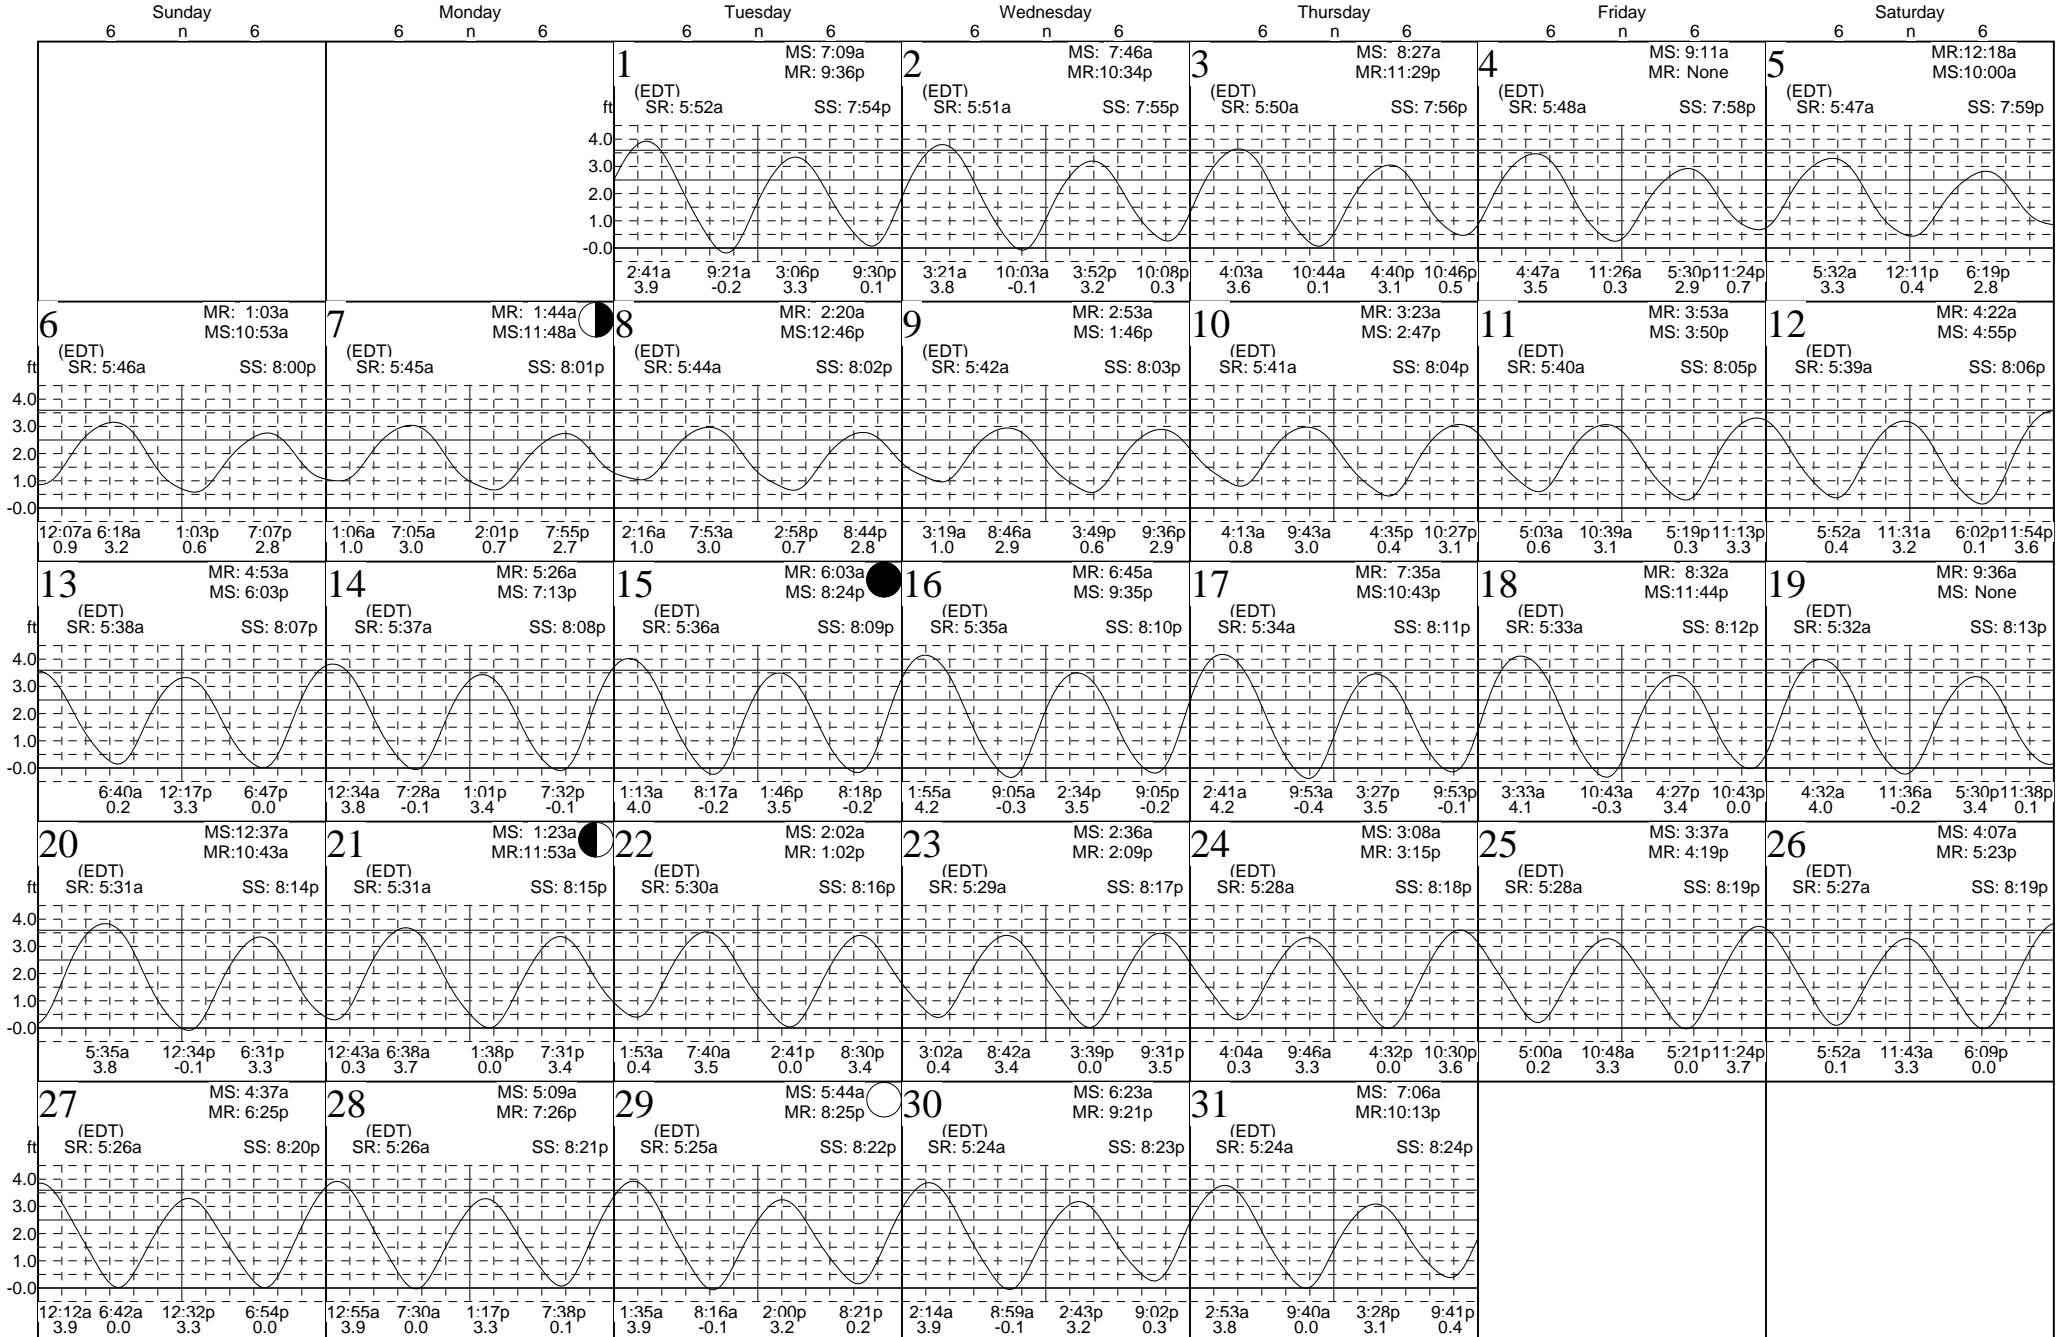 Sunday Monday Tuesday Wednesday Thursday Friday Saturday
6 n 6 6 n 6 6 n 6 6 n 6 6 n 6 6 n 6 6 n 6
1 MS: 7:09a 2 MS: 7:46a 3 MS: 8:27a 4 MS: 9:11a 5 MR:12:18a
MR: 9:36p MR:10:34p MR:11:29p MR: None MS:10:00a
(EDT) (EDT) (EDT) (EDT) (EDT)
ft SR: 5:52a SS: 7:54p SR: 5:51a SS: 7:55p SR: 5:50a SS: 7:56p SR: 5:48a SS: 7:58p SR: 5:47a SS: 7:59p
4.0
3.0
2.0
1.0
-0.0
2:41a 9:21a 3:06p 9:30p 3:21a 10:03a 3:52p 10:08p 4:03a 10:44a 4:40p 10:46p 4:47a 11:26a 5:30p 11:24p 5:32a 12:11p 6:19p
3.9 -0.2 3.3 0.1 3.8 -0.1 3.2 0.3 3.6 0.1 3.1 0.5 3.5 0.3 2.9 0.7 3.3 0.4 2.8
6 MR: 1:03a 7 MR: 1:44a 8 MR: 2:20a 9 MR: 2:53a 10 MR: 3:23a 11 MR: 3:53a 12 MR: 4:22a
MS:10:53a MS:11:48a MS:12:46p MS: 1:46p MS: 2:47p MS: 3:50p MS: 4:55p
(EDT) (EDT) (EDT) (EDT) (EDT) (EDT) (EDT)
ft SR: 5:46a SS: 8:00p SR: 5:45a SS: 8:01p SR: 5:44a SS: 8:02p SR: 5:42a SS: 8:03p SR: 5:41a SS: 8:04p SR: 5:40a SS: 8:05p SR: 5:39a SS: 8:06p
4.0
3.0
2.0
1.0
-0.0
12:07a 6:18a 1:03p 7:07p 1:06a 7:05a 2:01p 7:55p 2:16a 7:53a 2:58p 8:44p 3:19a 8:46a 3:49p 9:36p 4:13a 9:43a 4:35p 10:27p 5:03a 10:39a 5:19p 11:13p 5:52a 11:31a 6:02p 11:54p
0.9 3.2 0.6 2.8 1.0 3.0 0.7 2.7 1.0 3.0 0.7 2.8 1.0 2.9 0.6 2.9 0.8 3.0 0.4 3.1 0.6 3.1 0.3 3.3 0.4 3.2 0.1 3.6
13 MR: 4:53a 14 MR: 5:26a 15 MR: 6:03a 16 MR: 6:45a 17 MR: 7:35a 18 MR: 8:32a 19 MR: 9:36a
MS: 6:03p MS: 7:13p MS: 8:24p MS: 9:35p MS:10:43p MS:11:44p MS: None
(EDT) (EDT) (EDT) (EDT) (EDT) (EDT) (EDT)
ft SR: 5:38a SS: 8:07p SR: 5:37a SS: 8:08p SR: 5:36a SS: 8:09p SR: 5:35a SS: 8:10p SR: 5:34a SS: 8:11p SR: 5:33a SS: 8:12p SR: 5:32a SS: 8:13p
4.0
3.0
2.0
1.0
-0.0
6:40a 12:17p 6:47p 12:34a 7:28a 1:01p 7:32p 1:13a 8:17a 1:46p 8:18p 1:55a 9:05a 2:34p 9:05p 2:41a 9:53a 3:27p 9:53p 3:33a 10:43a 4:27p 10:43p 4:32a 11:36a 5:30p 11:38p
0.2 3.3 0.0 3.8 -0.1 3.4 -0.1 4.0 -0.2 3.5 -0.2 4.2 -0.3 3.5 -0.2 4.2 -0.4 3.5 -0.1 4.1 -0.3 3.4 0.0 4.0 -0.2 3.4 0.1
20 MS:12:37a 21 MS: 1:23a 22 MS: 2:02a 23 MS: 2:36a 24 MS: 3:08a 25 MS: 3:37a 26 MS: 4:07a
MR:10:43a MR:11:53a MR: 1:02p MR: 2:09p MR: 3:15p MR: 4:19p MR: 5:23p
(EDT) (EDT) (EDT) (EDT) (EDT) (EDT) (EDT)
ft SR: 5:31a SS: 8:14p SR: 5:31a SS: 8:15p SR: 5:30a SS: 8:16p SR: 5:29a SS: 8:17p SR: 5:28a SS: 8:18p SR: 5:28a SS: 8:19p SR: 5:27a SS: 8:19p
4.0
3.0
2.0
1.0
-0.0
5:35a 12:34p 6:31p 12:43a 6:38a 1:38p 7:31p 1:53a 7:40a 2:41p 8:30p 3:02a 8:42a 3:39p 9:31p 4:04a 9:46a 4:32p 10:30p 5:00a 10:48a 5:21p 11:24p 5:52a 11:43a 6:09p
3.8 -0.1 3.3 0.3 3.7 0.0 3.4 0.4 3.5 0.0 3.4 0.4 3.4 0.0 3.5 0.3 3.3 0.0 3.6 0.2 3.3 0.0 3.7 0.1 3.3 0.0
27 MS: 4:37a 28 MS: 5:09a 29 MS: 5:44a 30 MS: 6:23a 31 MS: 7:06a
MR: 6:25p MR: 7:26p MR: 8:25p MR: 9:21p MR:10:13p
(EDT) (EDT) (EDT) (EDT) (EDT)
ft SR: 5:26a SS: 8:20p SR: 5:26a SS: 8:21p SR: 5:25a SS: 8:22p SR: 5:24a SS: 8:23p SR: 5:24a SS: 8:24p
4.0
3.0
2.0
1.0
-0.0
12:12a 6:42a 12:32p 6:54p 12:55a 7:30a 1:17p 7:38p 1:35a 8:16a 2:00p 8:21p 2:14a 8:59a 2:43p 9:02p 2:53a 9:40a 3:28p 9:41p
3.9 0.0 3.3 0.0 3.9 0.0 3.3 0.1 3.9 -0.1 3.2 0.2 3.9 -0.1 3.2 0.3 3.8 0.0 3.1 0.4